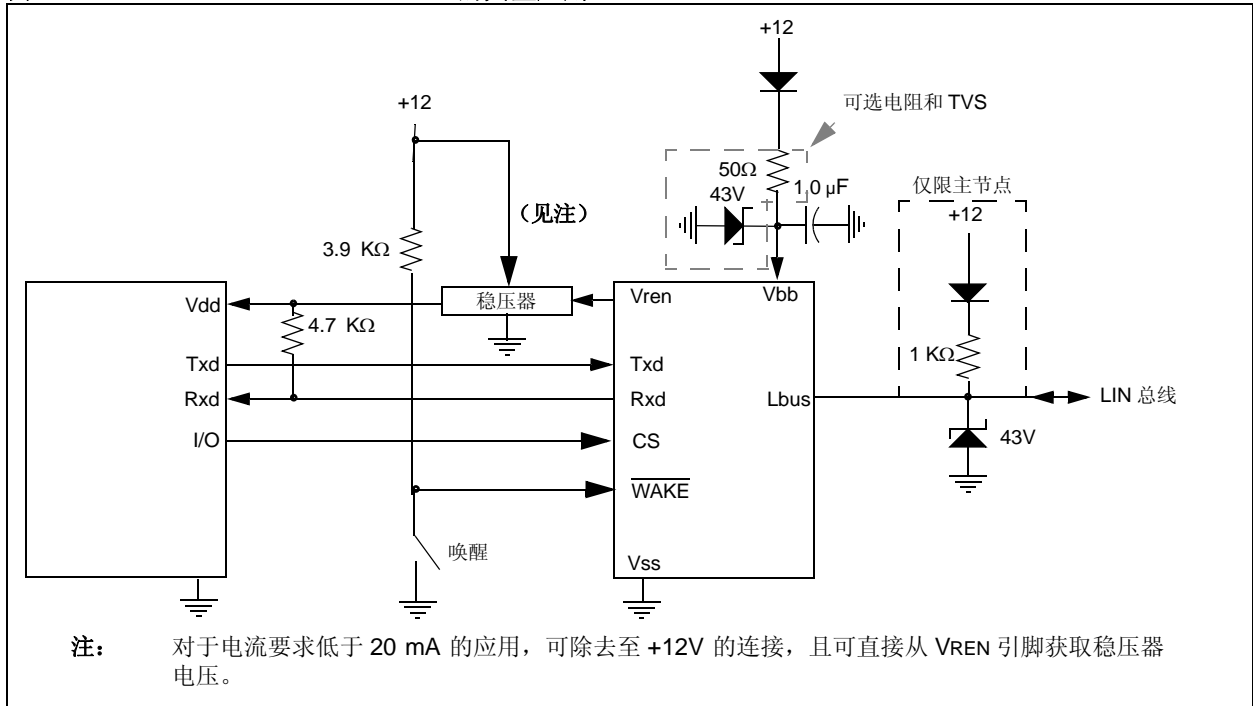 +12
可选电阻和 TVS
+12
50Ω
1.0 µF
43V
仅限主节点
+12
（见注）
3.9 KΩ
Vdd
稳压器
Vren
Vbb
4.7 KΩ
1 KΩ
Txd
Txd
Rxd
Rxd
Lbus
LIN 总线
I/O
CS
43V
WAKE
唤醒
Vss
注： 对于电流要求低于 20 mA 的应用，可除去至 +12V 的连接，且可直接从 VREN 引脚获取稳压器
电压。